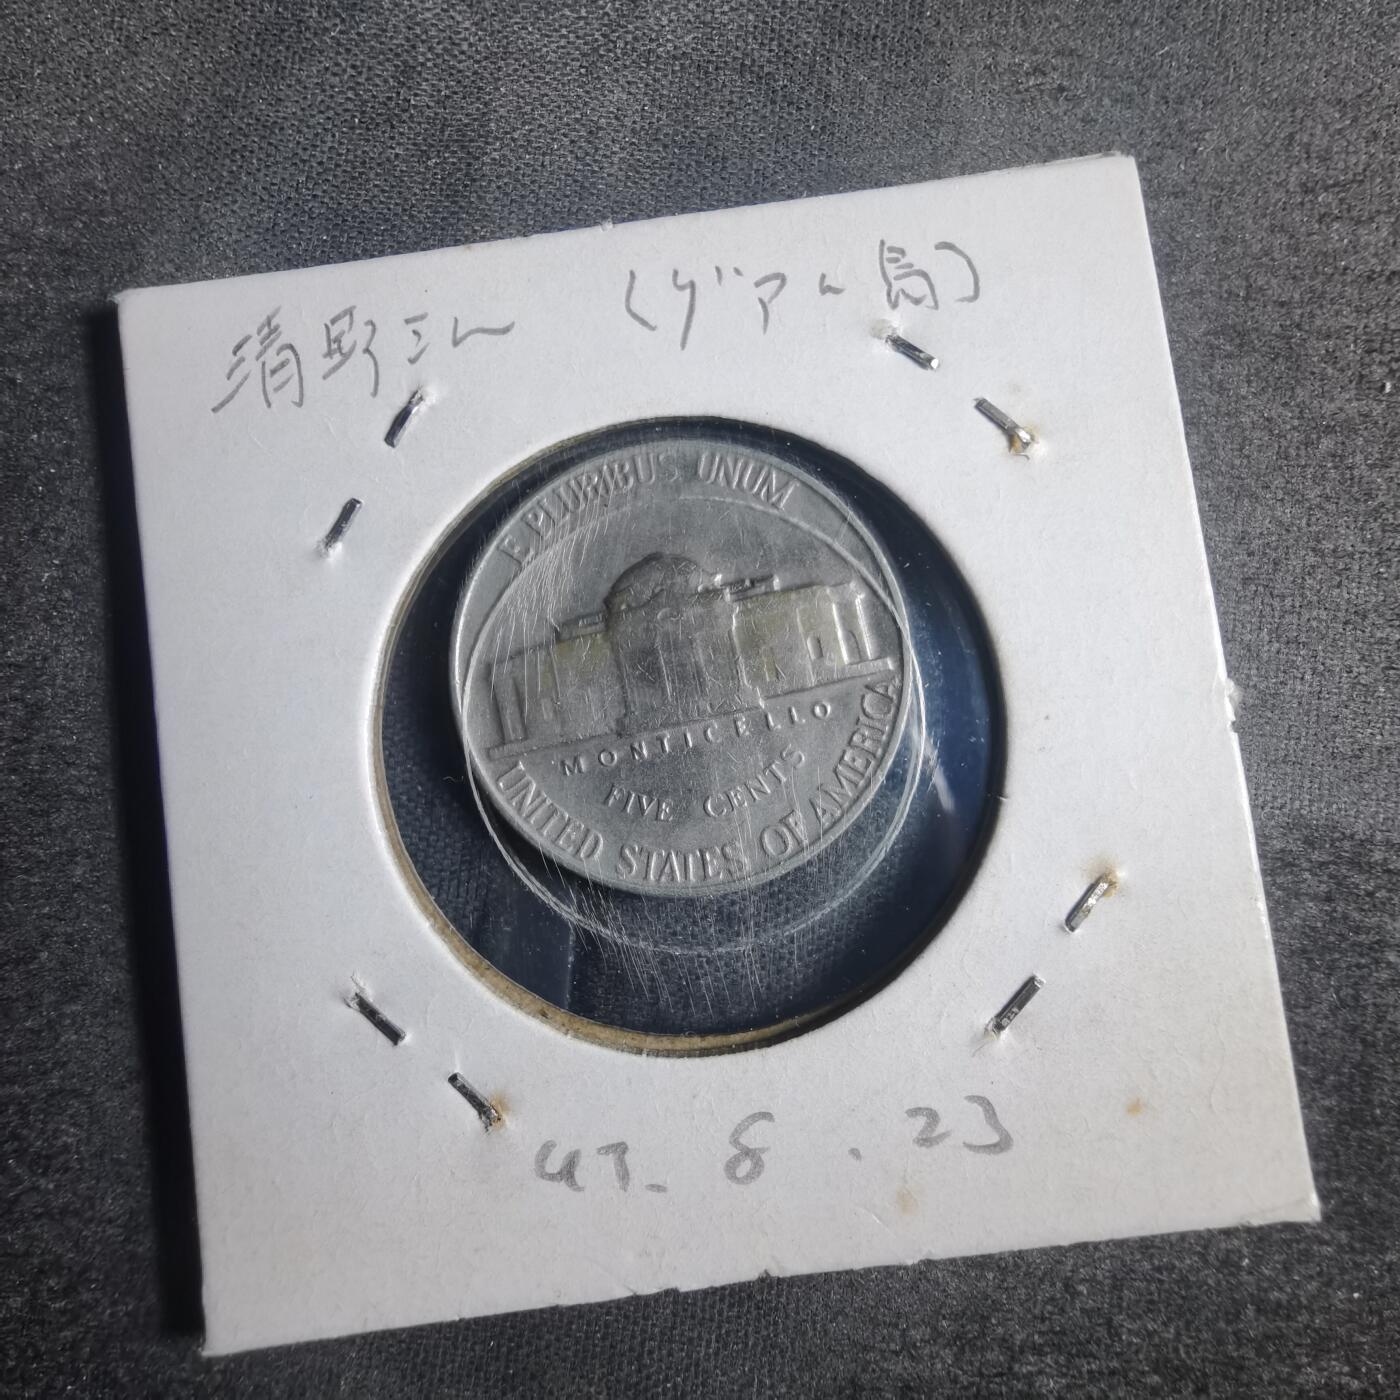 清野さん (グアム島)
E PLURIBUS UNUM
MONTICELLO
FIVE CENTS
UNITED STATES OF AMERICA
47. 8. 23